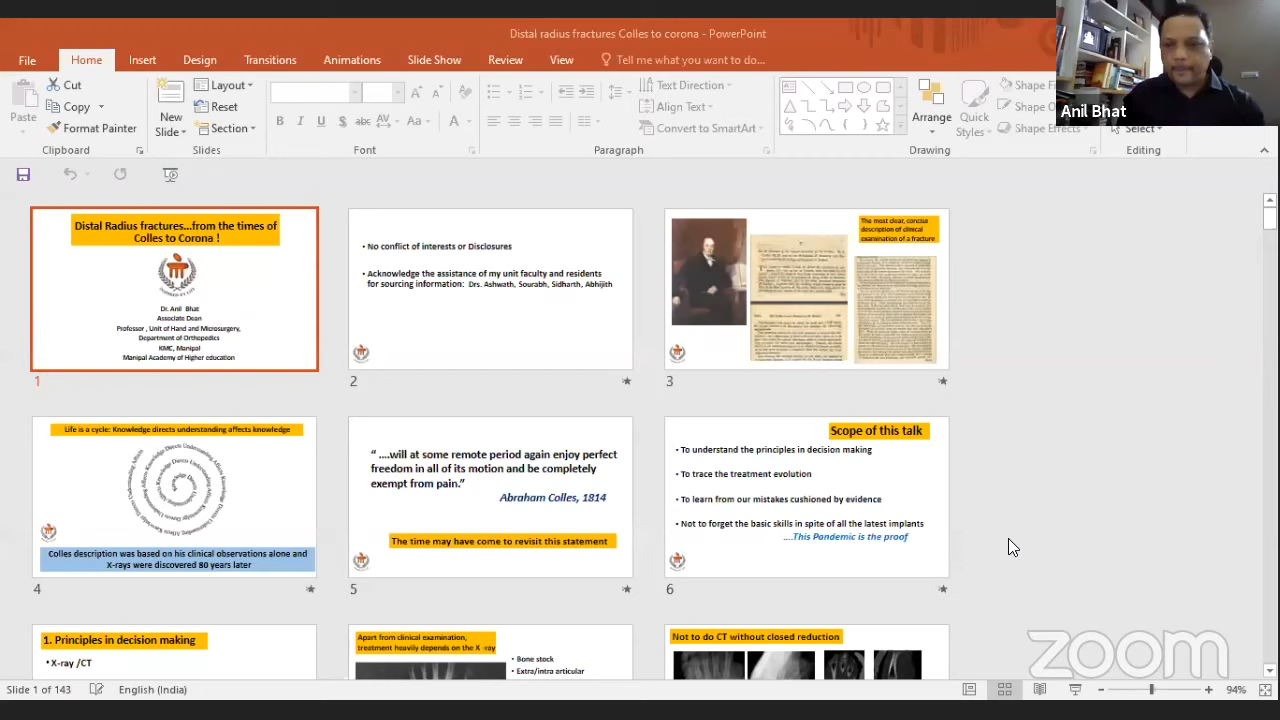 Distal radius fractures Colles to corona - PowerPoint
File
Home
Insert
Design
Transitions
Animations
Slide Show
Review
View
Tell me what you want to do...
Cut
Copy
Paste
Format Painter
Clipboard
New
Slide
Layout
Reset
Section
Slides
B I U S abc AV Aa A
Font
Text Direction
Align Text
Convert to SmartArt
Paragraph
Arrange
Quick
Styles
Shape
Shape
Shape Effects
Drawing
Select
Editing
Anil Bhat
Distal Radius fractures...from the times of
Colles to Corona !
Dr. Anil Bhat
Associate Dean
Professor , Unit of Hand and Microsurgery,
Department of Orthopedics
KMC, Manipal
Manipal Academy of Higher education
1
• No conflict of interests or Disclosures
• Acknowledge the assistance of my unit faculty and residents
for sourcing information: Drs. Ashwath, Sourabh, Sidharth, Abhijith
2
The most clear, concise
description of clinical
examination of a fracture
3
Life is a cycle: Knowledge directs understanding affects knowledge
Colles description was based on his clinical observations alone and
X-rays were discovered 80 years later
4
“ ....will at some remote period again enjoy perfect
freedom in all of its motion and be completely
exempt from pain.”
Abraham Colles, 1814
The time may have come to revisit this statement
5
Scope of this talk
• To understand the principles in decision making
• To trace the treatment evolution
• To learn from our mistakes cushioned by evidence
• Not to forget the basic skills in spite of all the latest implants
....This Pandemic is the proof
6
1. Principles in decision making
• X-ray /CT
Apart from clinical examination,
treatment heavily depends on the X -ray
• Bone stock
• Extra/intra articular
Not to do CT without closed reduction
zoom
Slide 1 of 143
English (India)
94%